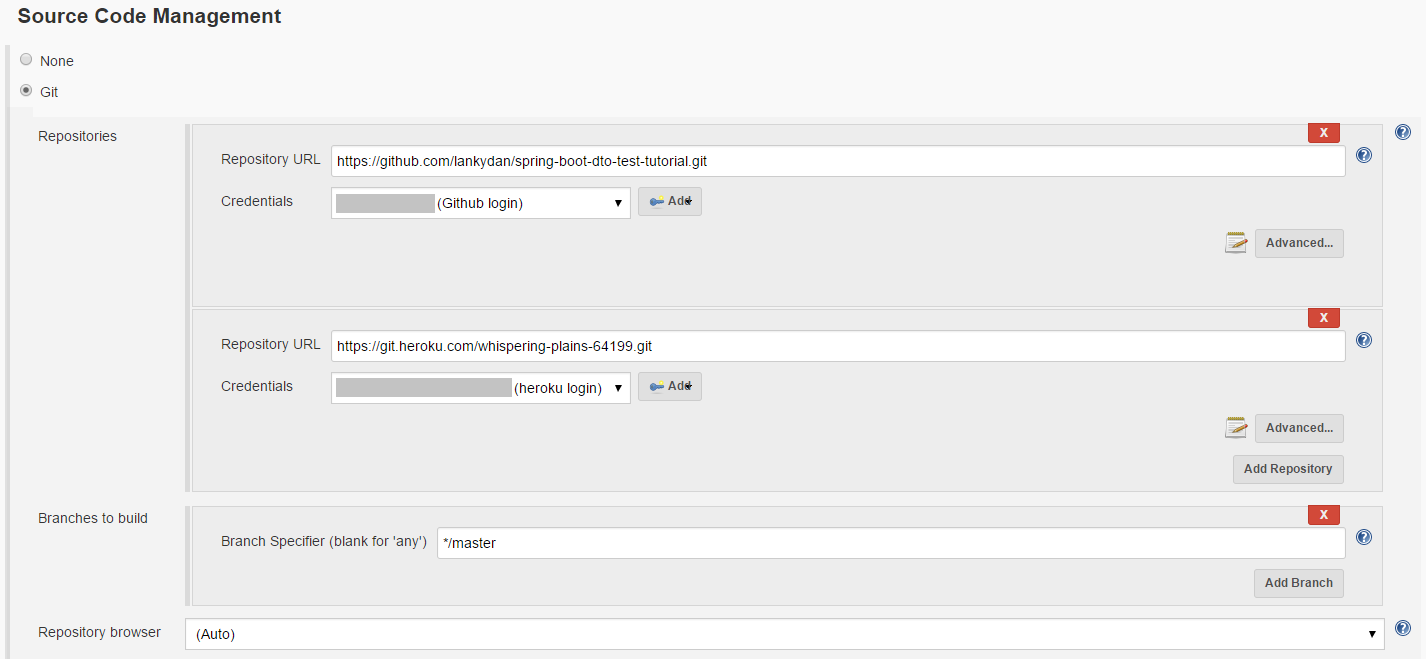 Source Code Management
None
Git
Repositories
X
Repository URL https://github.com/lankydan/spring-boot-dto-test-tutorial.git
Credentials (Github login) Add
Advanced...
X
Repository URL https://git.heroku.com/whispering-plains-64199.git
Credentials (heroku login) Add
Advanced...
Add Repository
Branches to build
X
Branch Specifier (blank for 'any') */master
Add Branch
Repository browser (Auto)